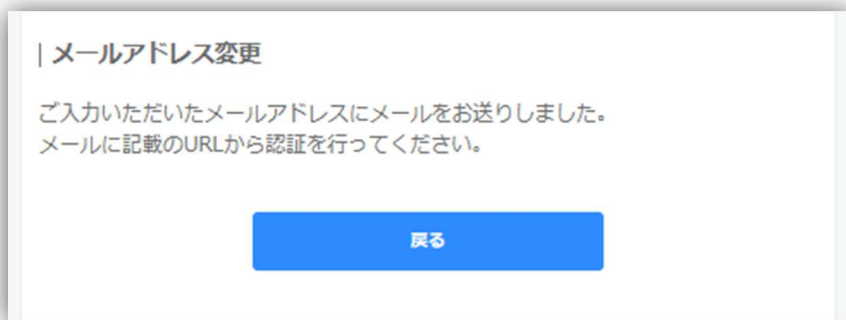 | メールアドレス変更
ご入力いただいたメールアドレスにメールをお送りしました。
メールに記載のURLから認証を行ってください。
戻る